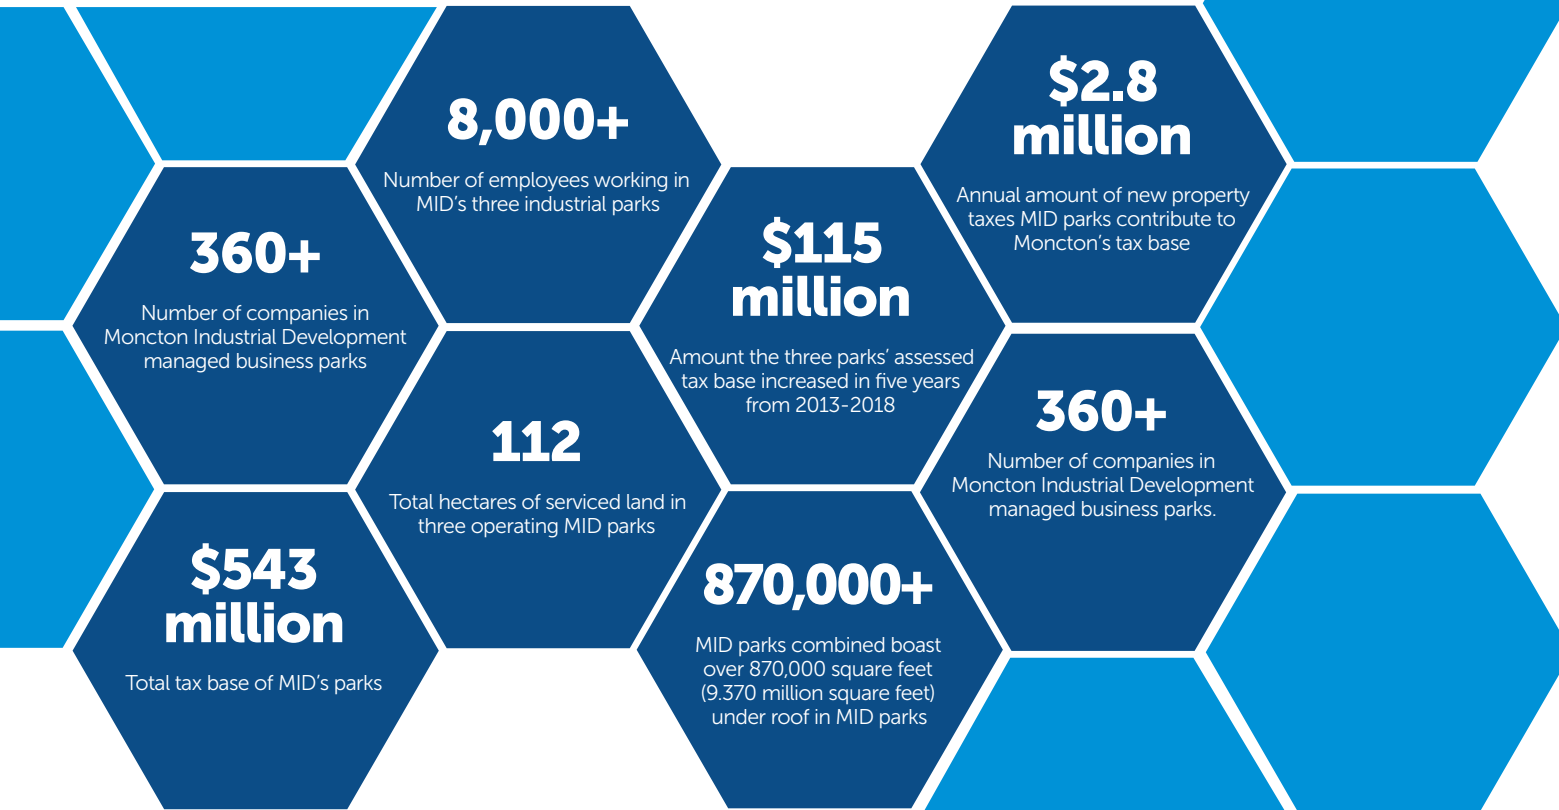 360+
Number of companies in
Moncton Industrial Development
managed business parks
$543
million
Total tax base of MID's parks
8,000+
Number of employees working in
MID's three industrial parks
112
Total hectares of serviced land in
three operating MID parks
$115
million
Amount the three parks' assessed
tax base increased in five years
from 2013-2018
870,000+
MID parks combined boast
over 870,000 square feet
(9.370 million square feet)
under roof in MID parks
$2.8
million
Annual amount of new property
taxes MID parks contribute to
Moncton's tax base
360+
Number of companies in
Moncton Industrial Development
managed business parks.